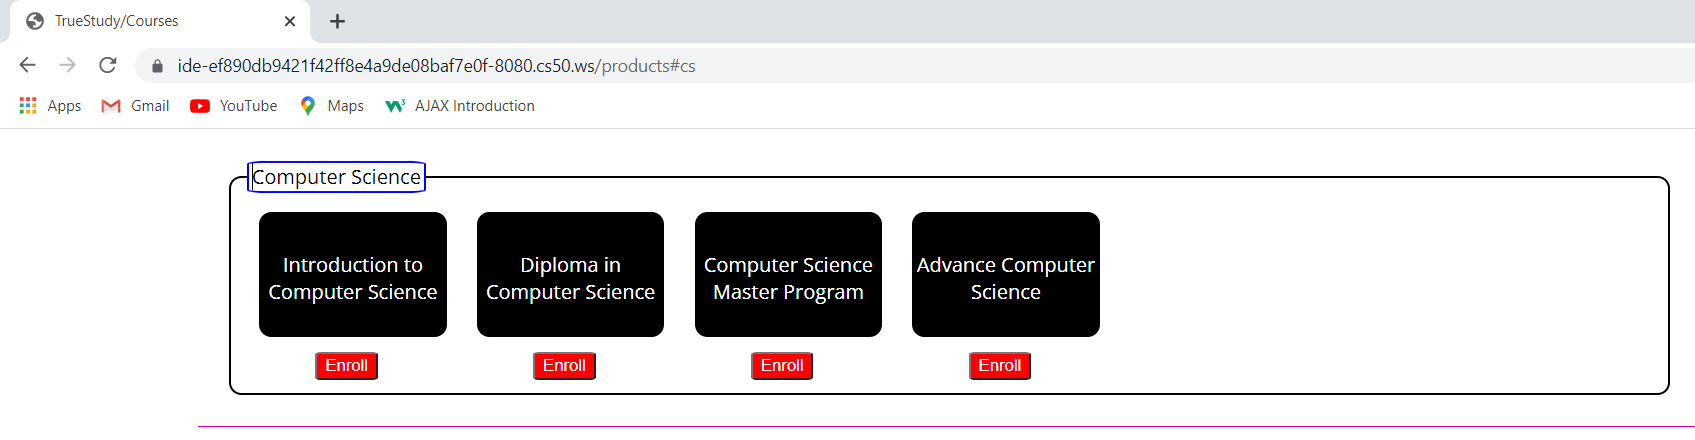 TrueStudy/Courses
ide-ef890db9421f42ff8e4a9de08baf7e0f-8080.cs50.ws/products#cs
Apps Gmail YouTube Maps AJAX Introduction
Computer Science
Introduction to
Computer Science
Diploma in
Computer Science
Computer Science
Master Program
Advance Computer
Science
Enroll Enroll Enroll Enroll